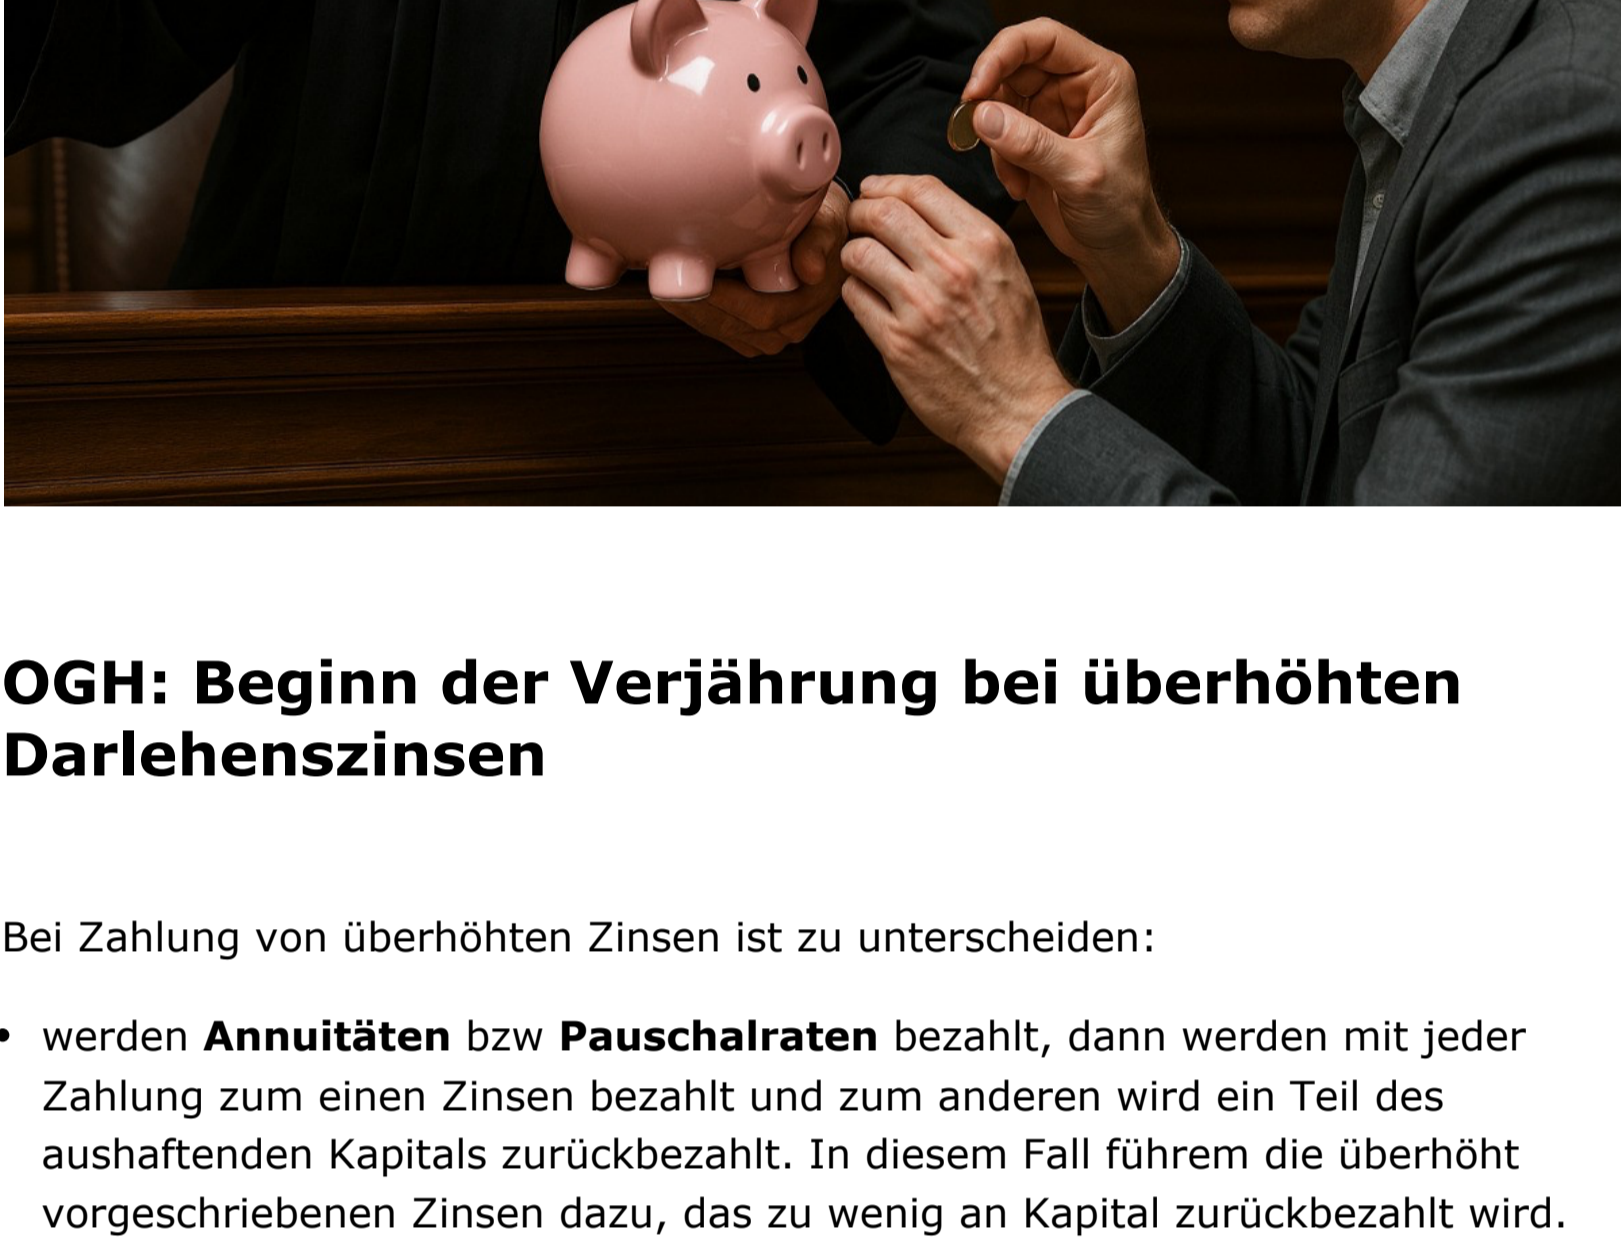 OGH: Beginn der Verjährung bei überhöhten
Darlehenszinsen
Bei Zahlung von überhöhten Zinsen ist zu unterscheiden:
• werden Annuitäten bzw Pauschalraten bezahlt, dann werden mit jeder
Zahlung zum einen Zinsen bezahlt und zum anderen wird ein Teil des
aushaftenden Kapitals zurückbezahlt. In diesem Fall führem die überhöht
vorgeschriebenen Zinsen dazu, das zu wenig an Kapital zurückbezahlt wird.